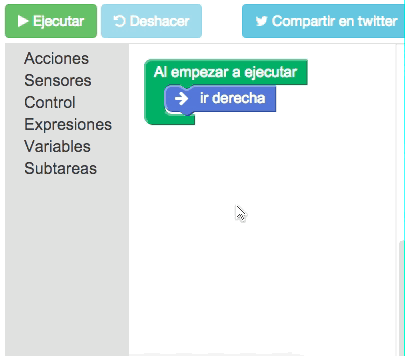 Ejecutar
Deshacer
Compartir en twitter
Acciones
Sensores
Control
Expresiones
Variables
Subtareas
Al empezar a ejecutar
ir derecha